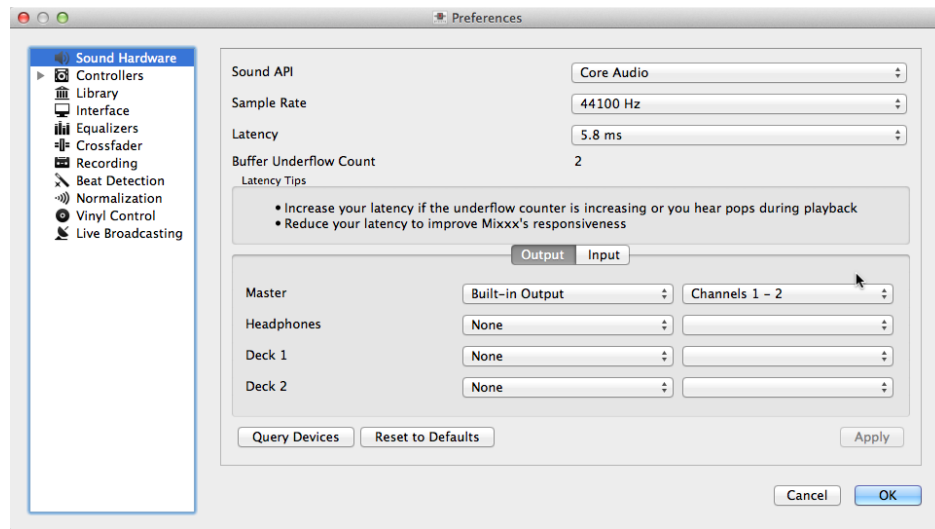 Preferences
Sound Hardware
Controllers
Library
Interface
Equalizers
Crossfader
Recording
Beat Detection
Normalization
Vinyl Control
Live Broadcasting
Sound API Core Audio
Sample Rate 44100 Hz
Latency 5.8 ms
Buffer Underflow Count 2
Latency Tips
• Increase your latency if the underflow counter is increasing or you hear pops during playback
• Reduce your latency to improve Mixxx's responsiveness
Output Input
Master Built-in Output Channels 1 - 2
Headphones None
Deck 1 None
Deck 2 None
Query Devices Reset to Defaults Apply
Cancel OK